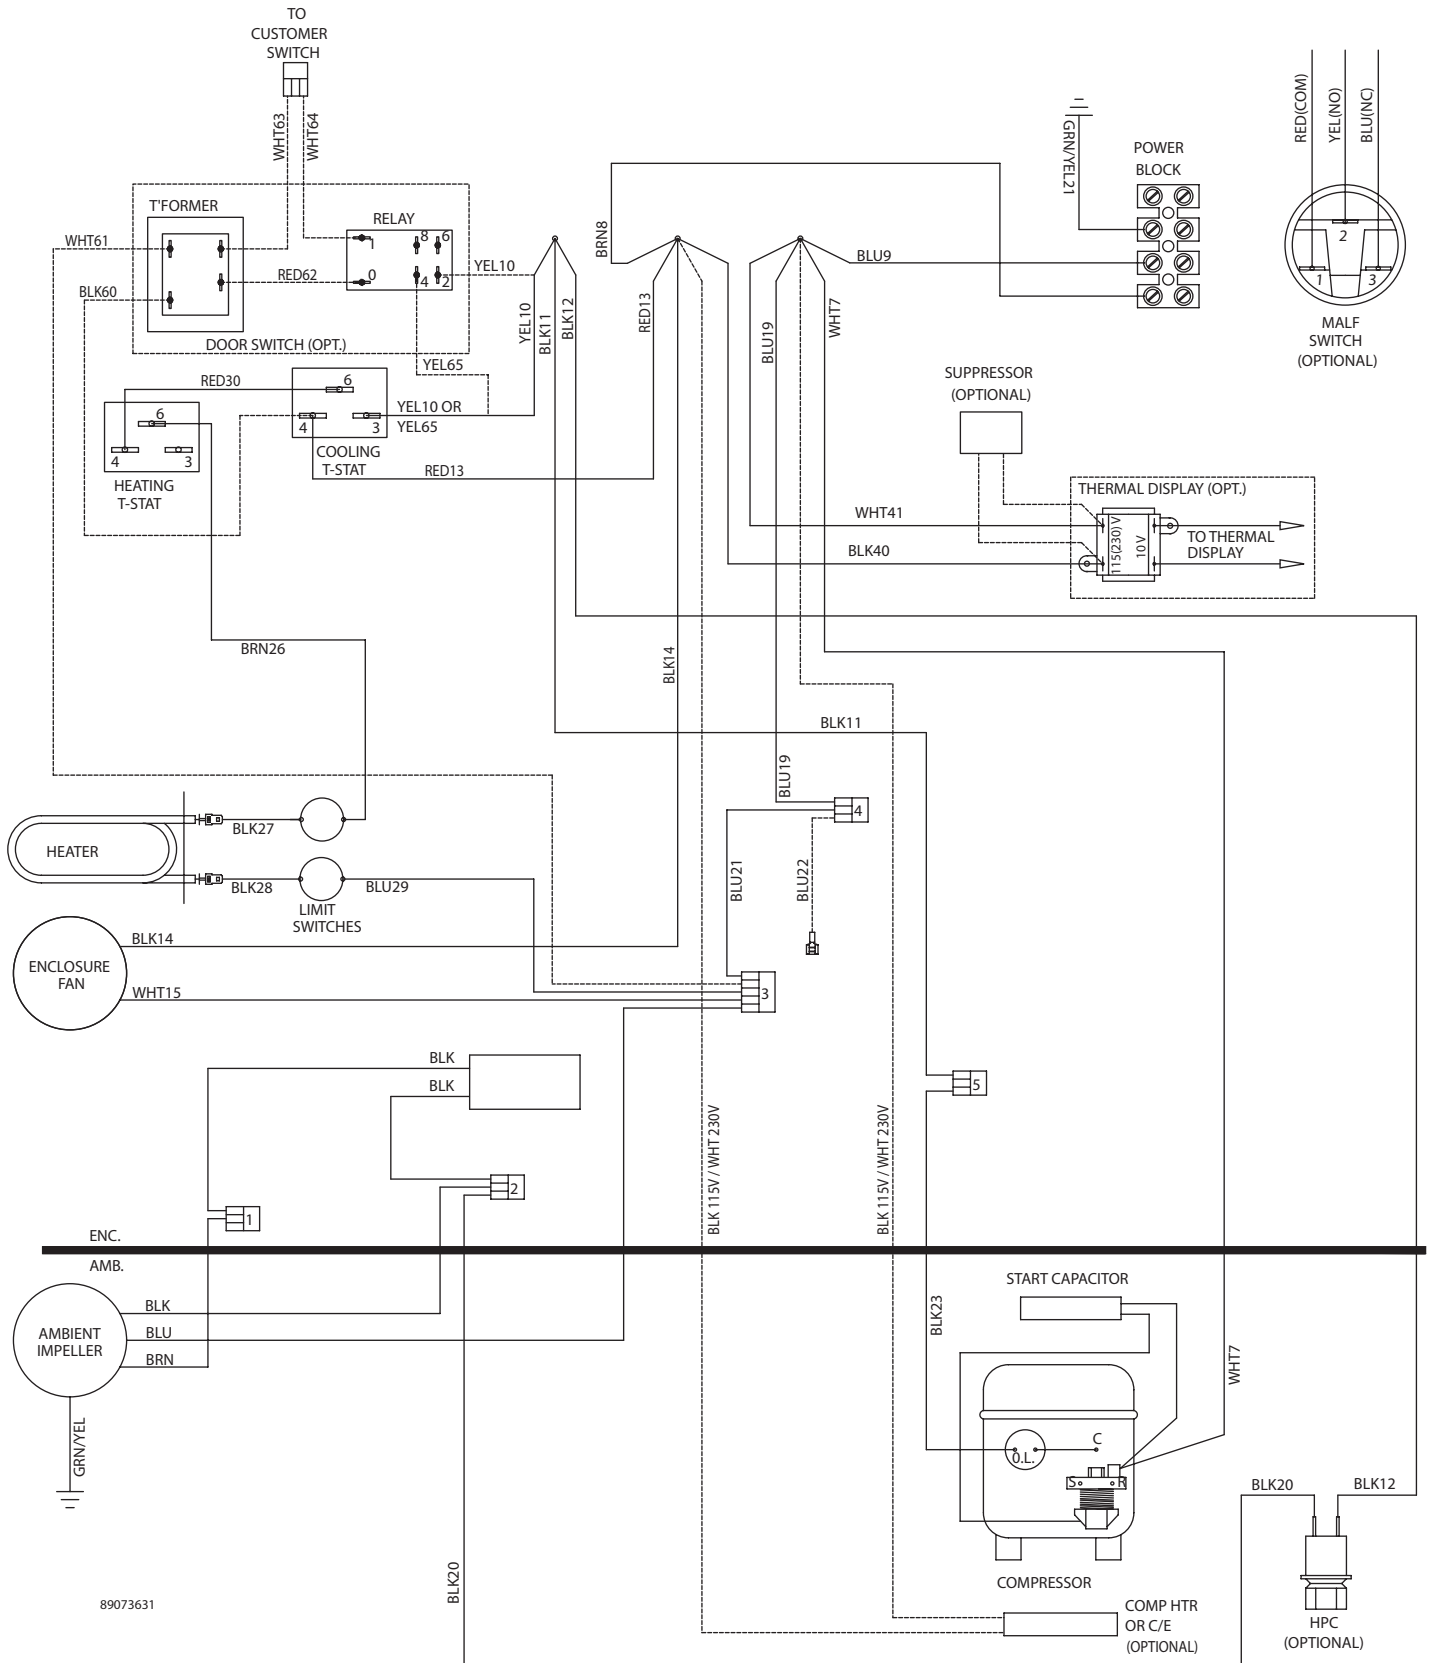 TO
CUSTOMER
SWITCH
WHT63
WHT64
T'FORMER
RELAY
1
8
6
0
4
2
WHT61
RED62
BLK60
DOOR SWITCH (OPT.)
YEL10
YEL65
YEL10
BLK11
BLK12
BRN8
RED13
BLU19
WHT7
BLU9
GRN/YEL21
POWER
BLOCK
RED(COM)
YEL(NO)
BLU(NC)
1
2
3
MALF
SWITCH
(OPTIONAL)
RED30
6
4
3
YEL10 OR
YEL65
COOLING
T-STAT
RED13
6
4
3
HEATING
T-STAT
SUPPRESSOR
(OPTIONAL)
THERMAL DISPLAY (OPT.)
WHT41
BLK40
115(230) V
10 V
TO THERMAL
DISPLAY
BRN26
BLK14
BLK11
BLU19
4
HEATER
BLK27
BLK28
BLU29
LIMIT
SWITCHES
BLU21
BLU22
ENCLOSURE
FAN
BLK14
WHT15
3
BLK
BLK
5
2
1
BLK 115V / WHT 230V
BLK 115V / WHT 230V
ENC.
AMB.
AMBIENT
IMPELLER
BLK
BLU
BRN
GRN/YEL
START CAPACITOR
BLK23
WHT7
O.L.
C
S
R
COMPRESSOR
BLK20
BLK20
BLK12
HPC
(OPTIONAL)
COMP HTR
OR C/E
(OPTIONAL)
89073631